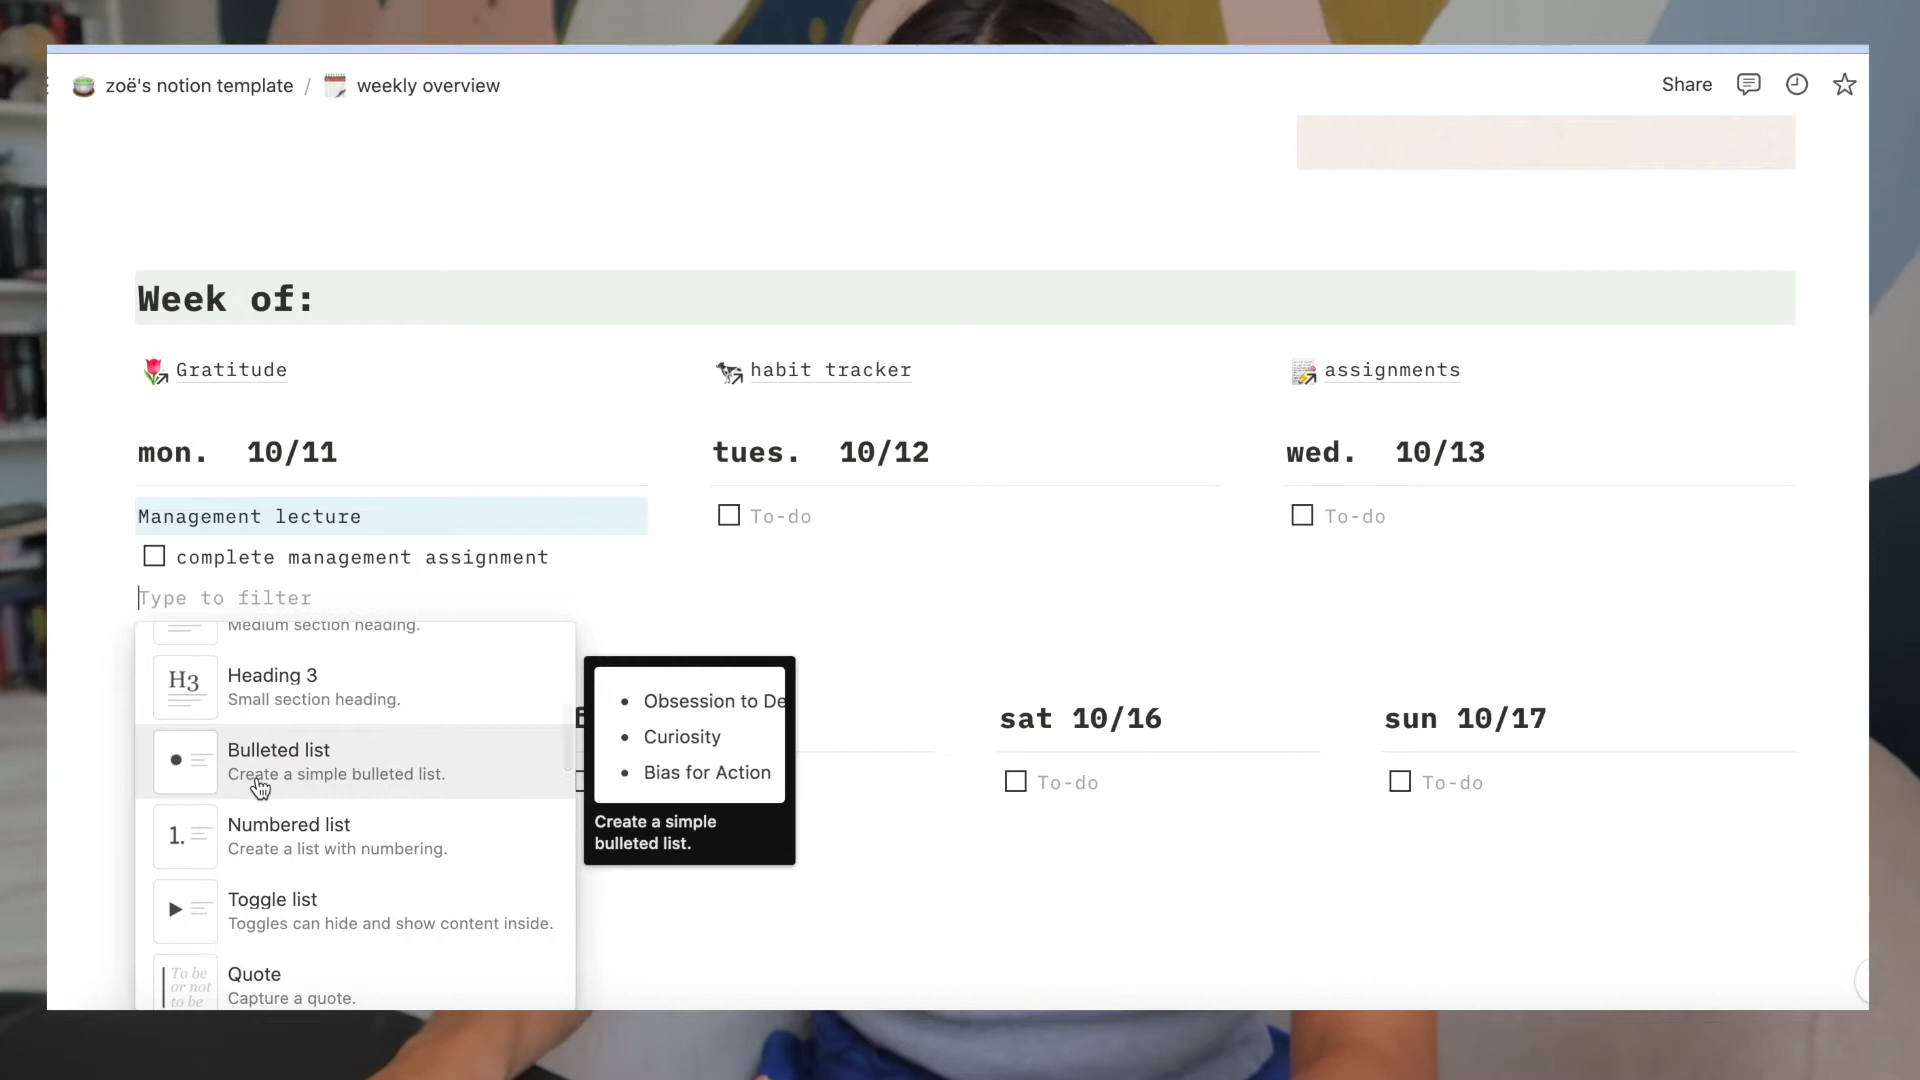 zoë's notion template / weekly overview
Share
Week of:
Gratitude
habit tracker
assignments
mon. 10/11
tues. 10/12
wed. 10/13
Management lecture
To-do
To-do
complete management assignment
Type to filter
Medium section heading.
H3
Heading 3
Small section heading.
Bulleted list
Create a simple bulleted list.
1.
Numbered list
Create a list with numbering.
Toggle list
Toggles can hide and show content inside.
To be
or not
to be
Quote
Capture a quote.
Obsession to De
Curiosity
Bias for Action
Create a simple
bulleted list.
sat 10/16
sun 10/17
To-do
To-do